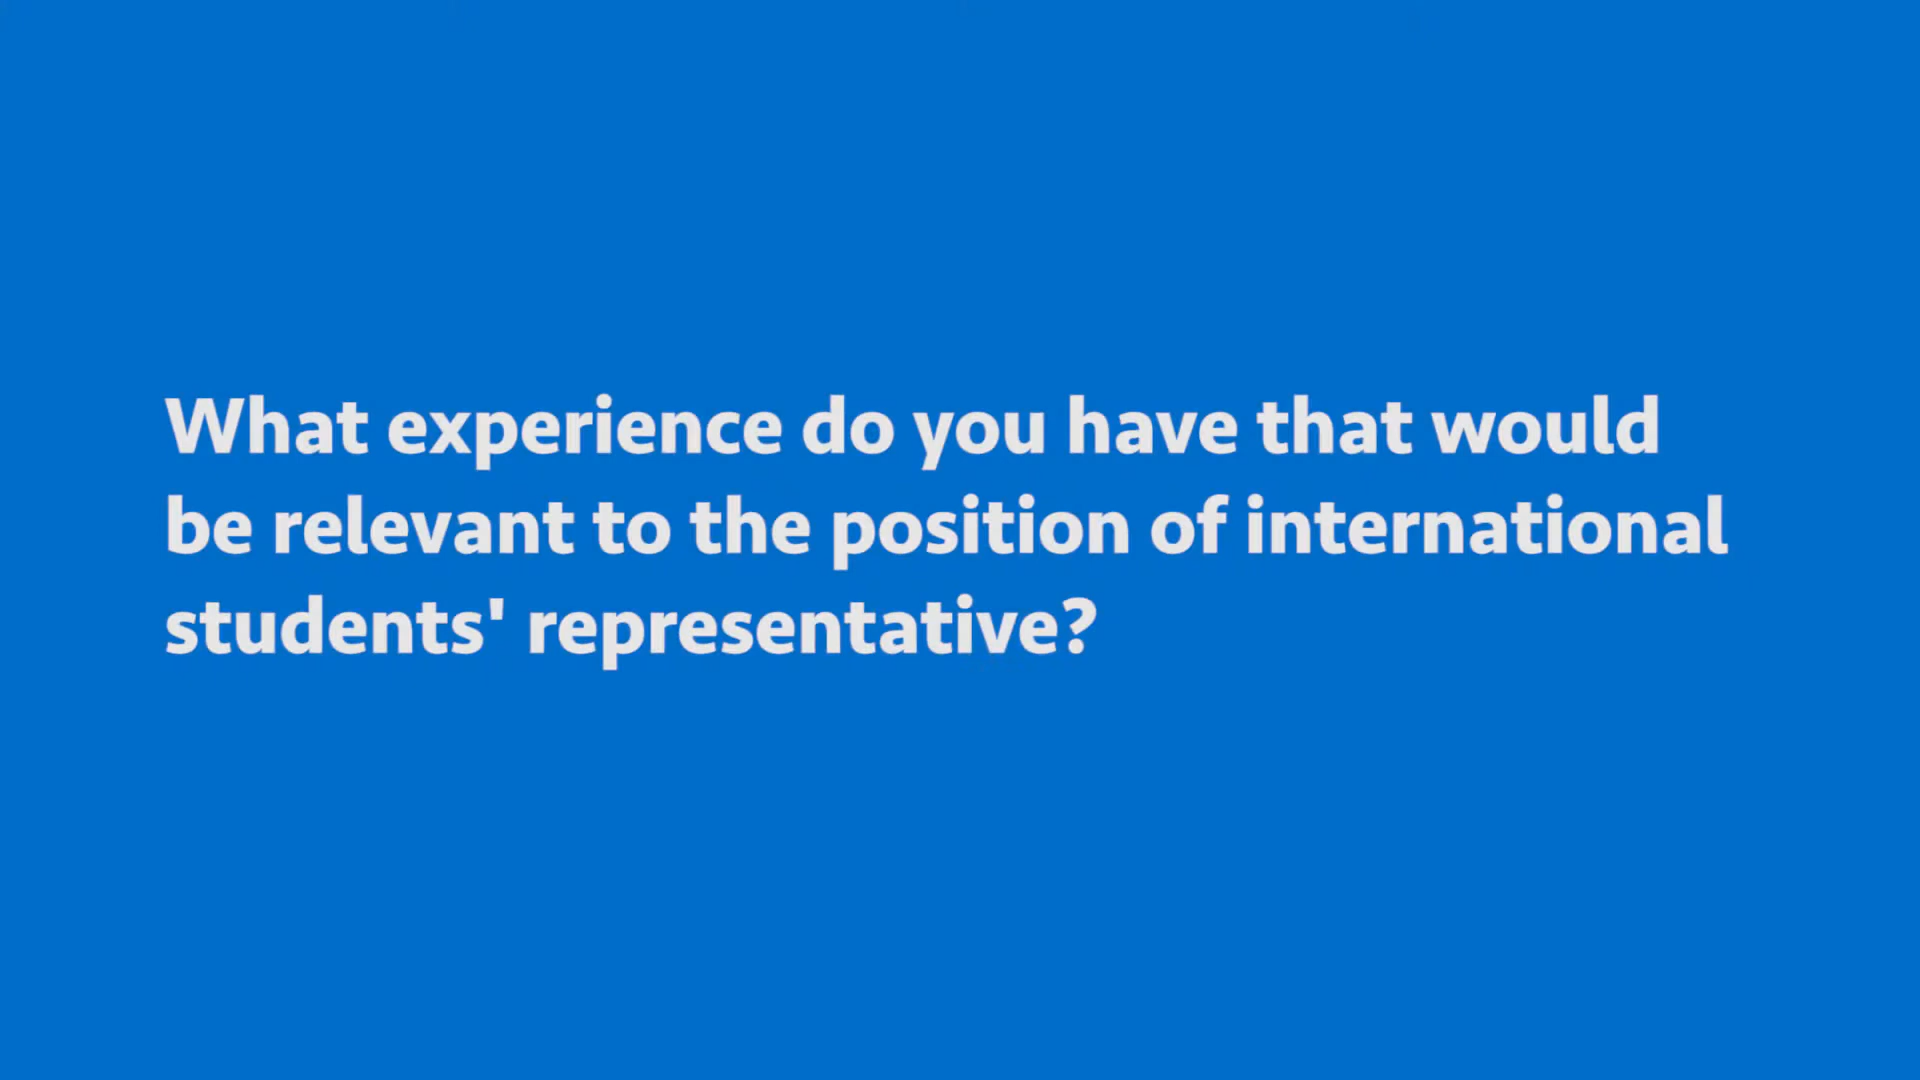 What experience do you have that would
be relevant to the position of international
students' representative?